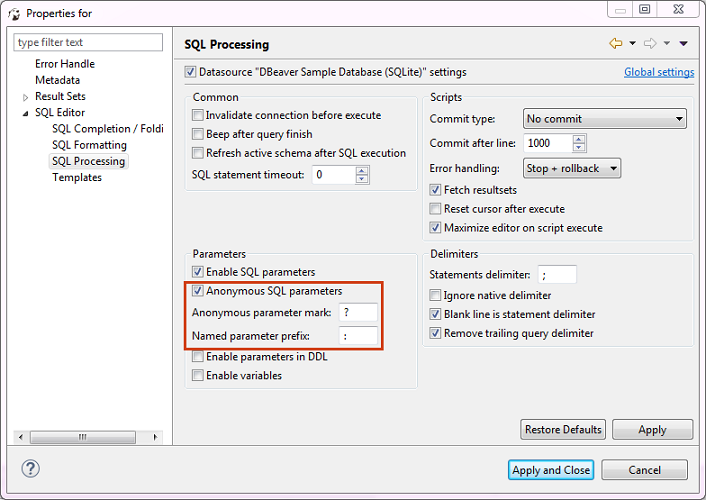 Properties for
type filter text
Error Handle
Metadata
Result Sets
SQL Editor
SQL Completion / Foldi
SQL Formatting
SQL Processing
Templates
SQL Processing
Datasource "DBeaver Sample Database (SQLite)" settings
Global settings
Common
Invalidate connection before execute
Beep after query finish
Refresh active schema after SQL execution
SQL statement timeout: 0
Scripts
Commit type: No commit
Commit after line: 1000
Error handling: Stop + rollback
Fetch resultsets
Reset cursor after execute
Maximize editor on script execute
Parameters
Enable SQL parameters
Anonymous SQL parameters
Anonymous parameter mark: ?
Named parameter prefix: :
Enable parameters in DDL
Enable variables
Delimiters
Statements delimiter: ;
Ignore native delimiter
Blank line is statement delimiter
Remove trailing query delimiter
Restore Defaults
Apply
?
Apply and Close
Cancel